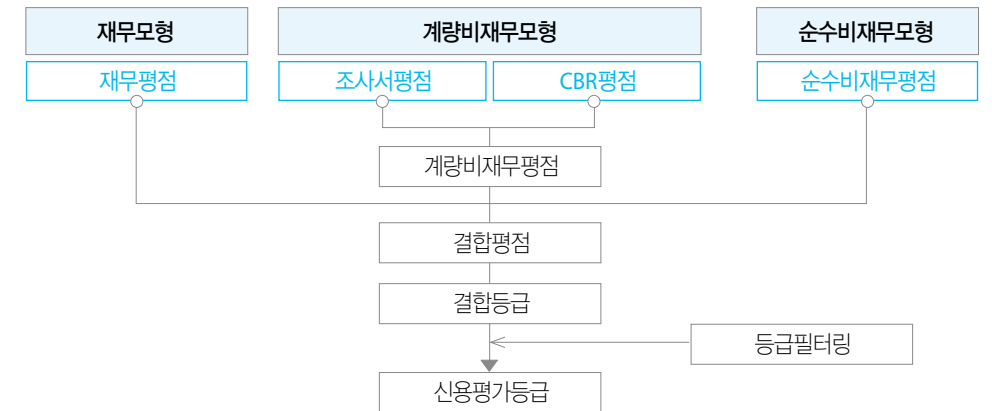 재무모형
계량비재무모형
순수비재무모형
재무평점
조사서평점
CBR평점
순수비재무평점
계량비재무평점
결합평점
결합등급
등급필터링
신용평가등급